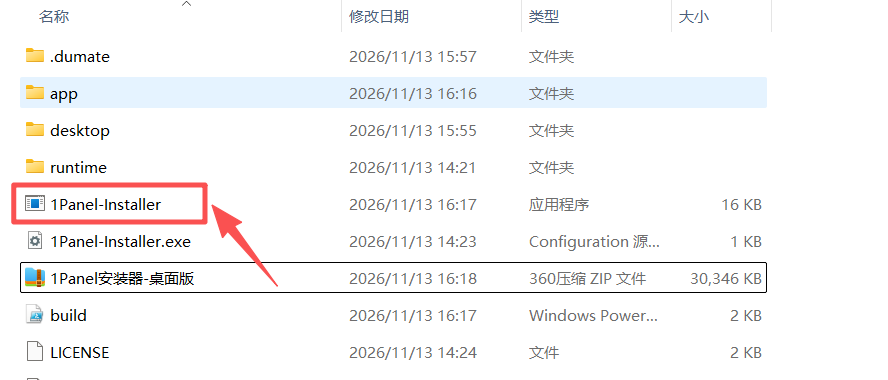 名称 修改日期 类型 大小
.dumate 2026/11/13 15:57 文件夹
app 2026/11/13 16:16 文件夹
desktop 2026/11/13 15:55 文件夹
runtime 2026/11/13 14:21 文件夹
1Panel-Installer 2026/11/13 16:17 应用程序 16 KB
1Panel-Installer.exe 2026/11/13 14:23 Configuration 源... 1 KB
1Panel安装器-桌面版 2026/11/13 16:18 360压缩 ZIP 文件 30,346 KB
build 2026/11/13 16:17 Windows Power... 2 KB
LICENSE 2026/11/13 14:24 文件 2 KB